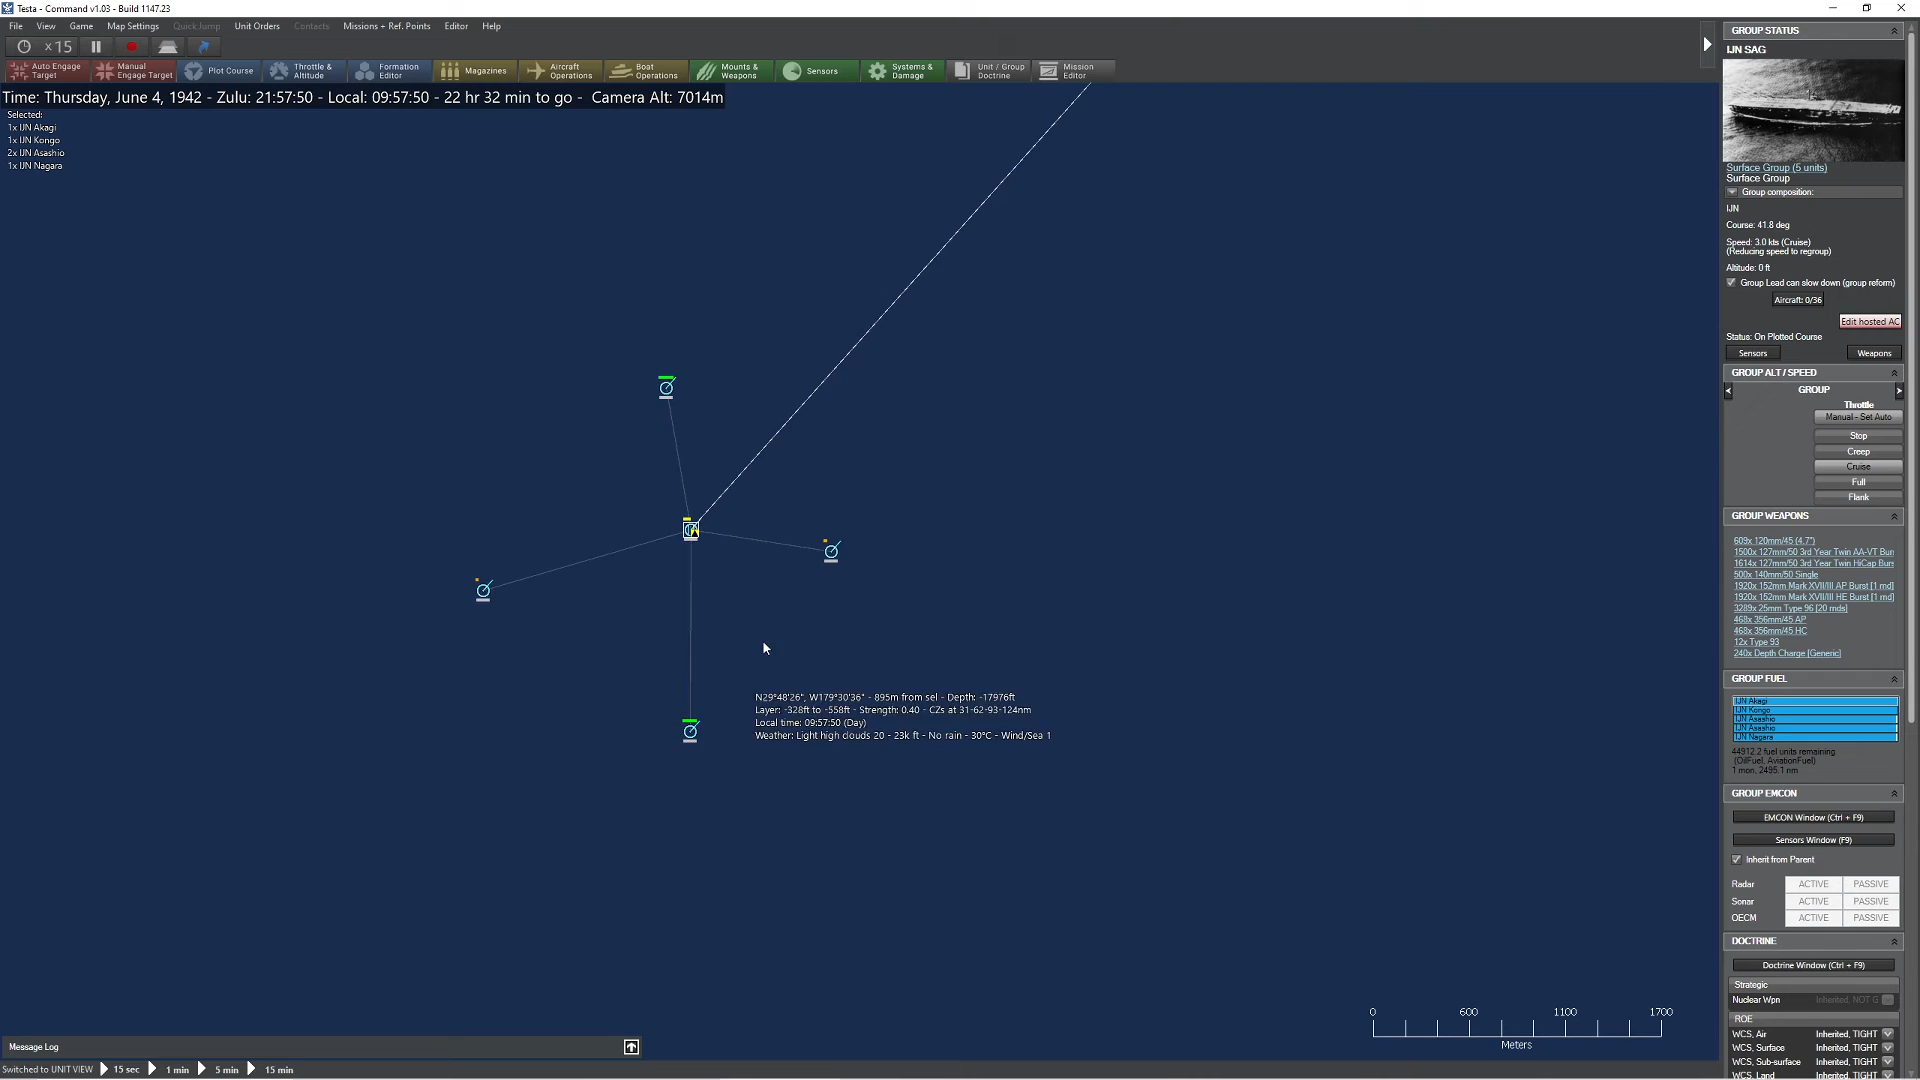 Testa - Command v1.03 - Build 1147.23
File View Game Map Settings Quick Jump Unit Orders Contacts Missions + Ref. Points Editor Help
x 15
Auto Engage Target
Manual Engage Target
Plot Course
Throttle & Altitude
Formation Editor
Magazines
Aircraft Operations
Boat Operations
Mounts & Weapons
Sensors
Systems & Damage
Unit / Group Doctrine
Mission Editor
Time: Thursday, June 4, 1942 - Zulu: 21:57:50 - Local: 09:57:50 - 22 hr 32 min to go - Camera Alt: 7014m
Selected:
1x IJN Akagi
1x IJN Kongo
2x IJN Asashio
1x IJN Nagara
N29°48'26", W179°30'36" - 895m from sel - Depth: -17976ft
Layer: -328ft to -558ft - Strength: 0.40 - CZs at 31-62-93-124nm
Local time: 09:57:50 (Day)
Weather: Light high clouds 20 - 23k ft - No rain - 30°C - Wind/Sea 1
0 600 1100 1700
Meters
Message Log
Switched to UNIT VIEW 15 sec 1 min 5 min 15 min
GROUP STATUS
IJN SAG
Surface Group (5 units)
Surface Group
Group composition:
IJN
Course: 41.8 deg
Speed: 3.0 kts (Cruise)
(Reducing speed to regroup)
Altitude: 0 ft
Group Lead can slow down (group reform)
Aircraft: 0/36
Edit hosted AC
Status: On Plotted Course
Sensors Weapons
GROUP ALT / SPEED
< GROUP >
Throttle
Manual - Set Auto
Stop
Creep
Cruise
Full
Flank
GROUP WEAPONS
609x 120mm/45 (4.7")
1500x 127mm/50 3rd Year Twin AA-VT Bur
1614x 127mm/50 3rd Year Twin HiCap Burs
500x 140mm/50 Single
1920x 152mm Mark XVII/III AP Burst [1 rnd]
1920x 152mm Mark XVII/III HE Burst [1 rnd]
3289x 25mm Type 96 [20 rnds]
468x 356mm/45 AP
468x 356mm/45 HC
12x Type 93
240x Depth Charge [Generic]
GROUP FUEL
IJN Akagi
IJN Kongo
IJN Asashio
IJN Asashio
IJN Nagara
44912.2 fuel units remaining
(OilFuel, AviationFuel)
1 mon, 2495.1 nm
GROUP EMCON
EMCON Window (Ctrl + F9)
Sensors Window (F9)
Inherit from Parent
Radar ACTIVE PASSIVE
Sonar ACTIVE PASSIVE
OECM ACTIVE PASSIVE
DOCTRINE
Doctrine Window (Ctrl + F9)
Strategic
Nuclear Wpn Inherited, NOT G
ROE
WCS, Air Inherited, TIGHT
WCS, Surface Inherited, TIGHT
WCS, Sub-surface Inherited, TIGHT
WCS, Land Inherited, TIGHT